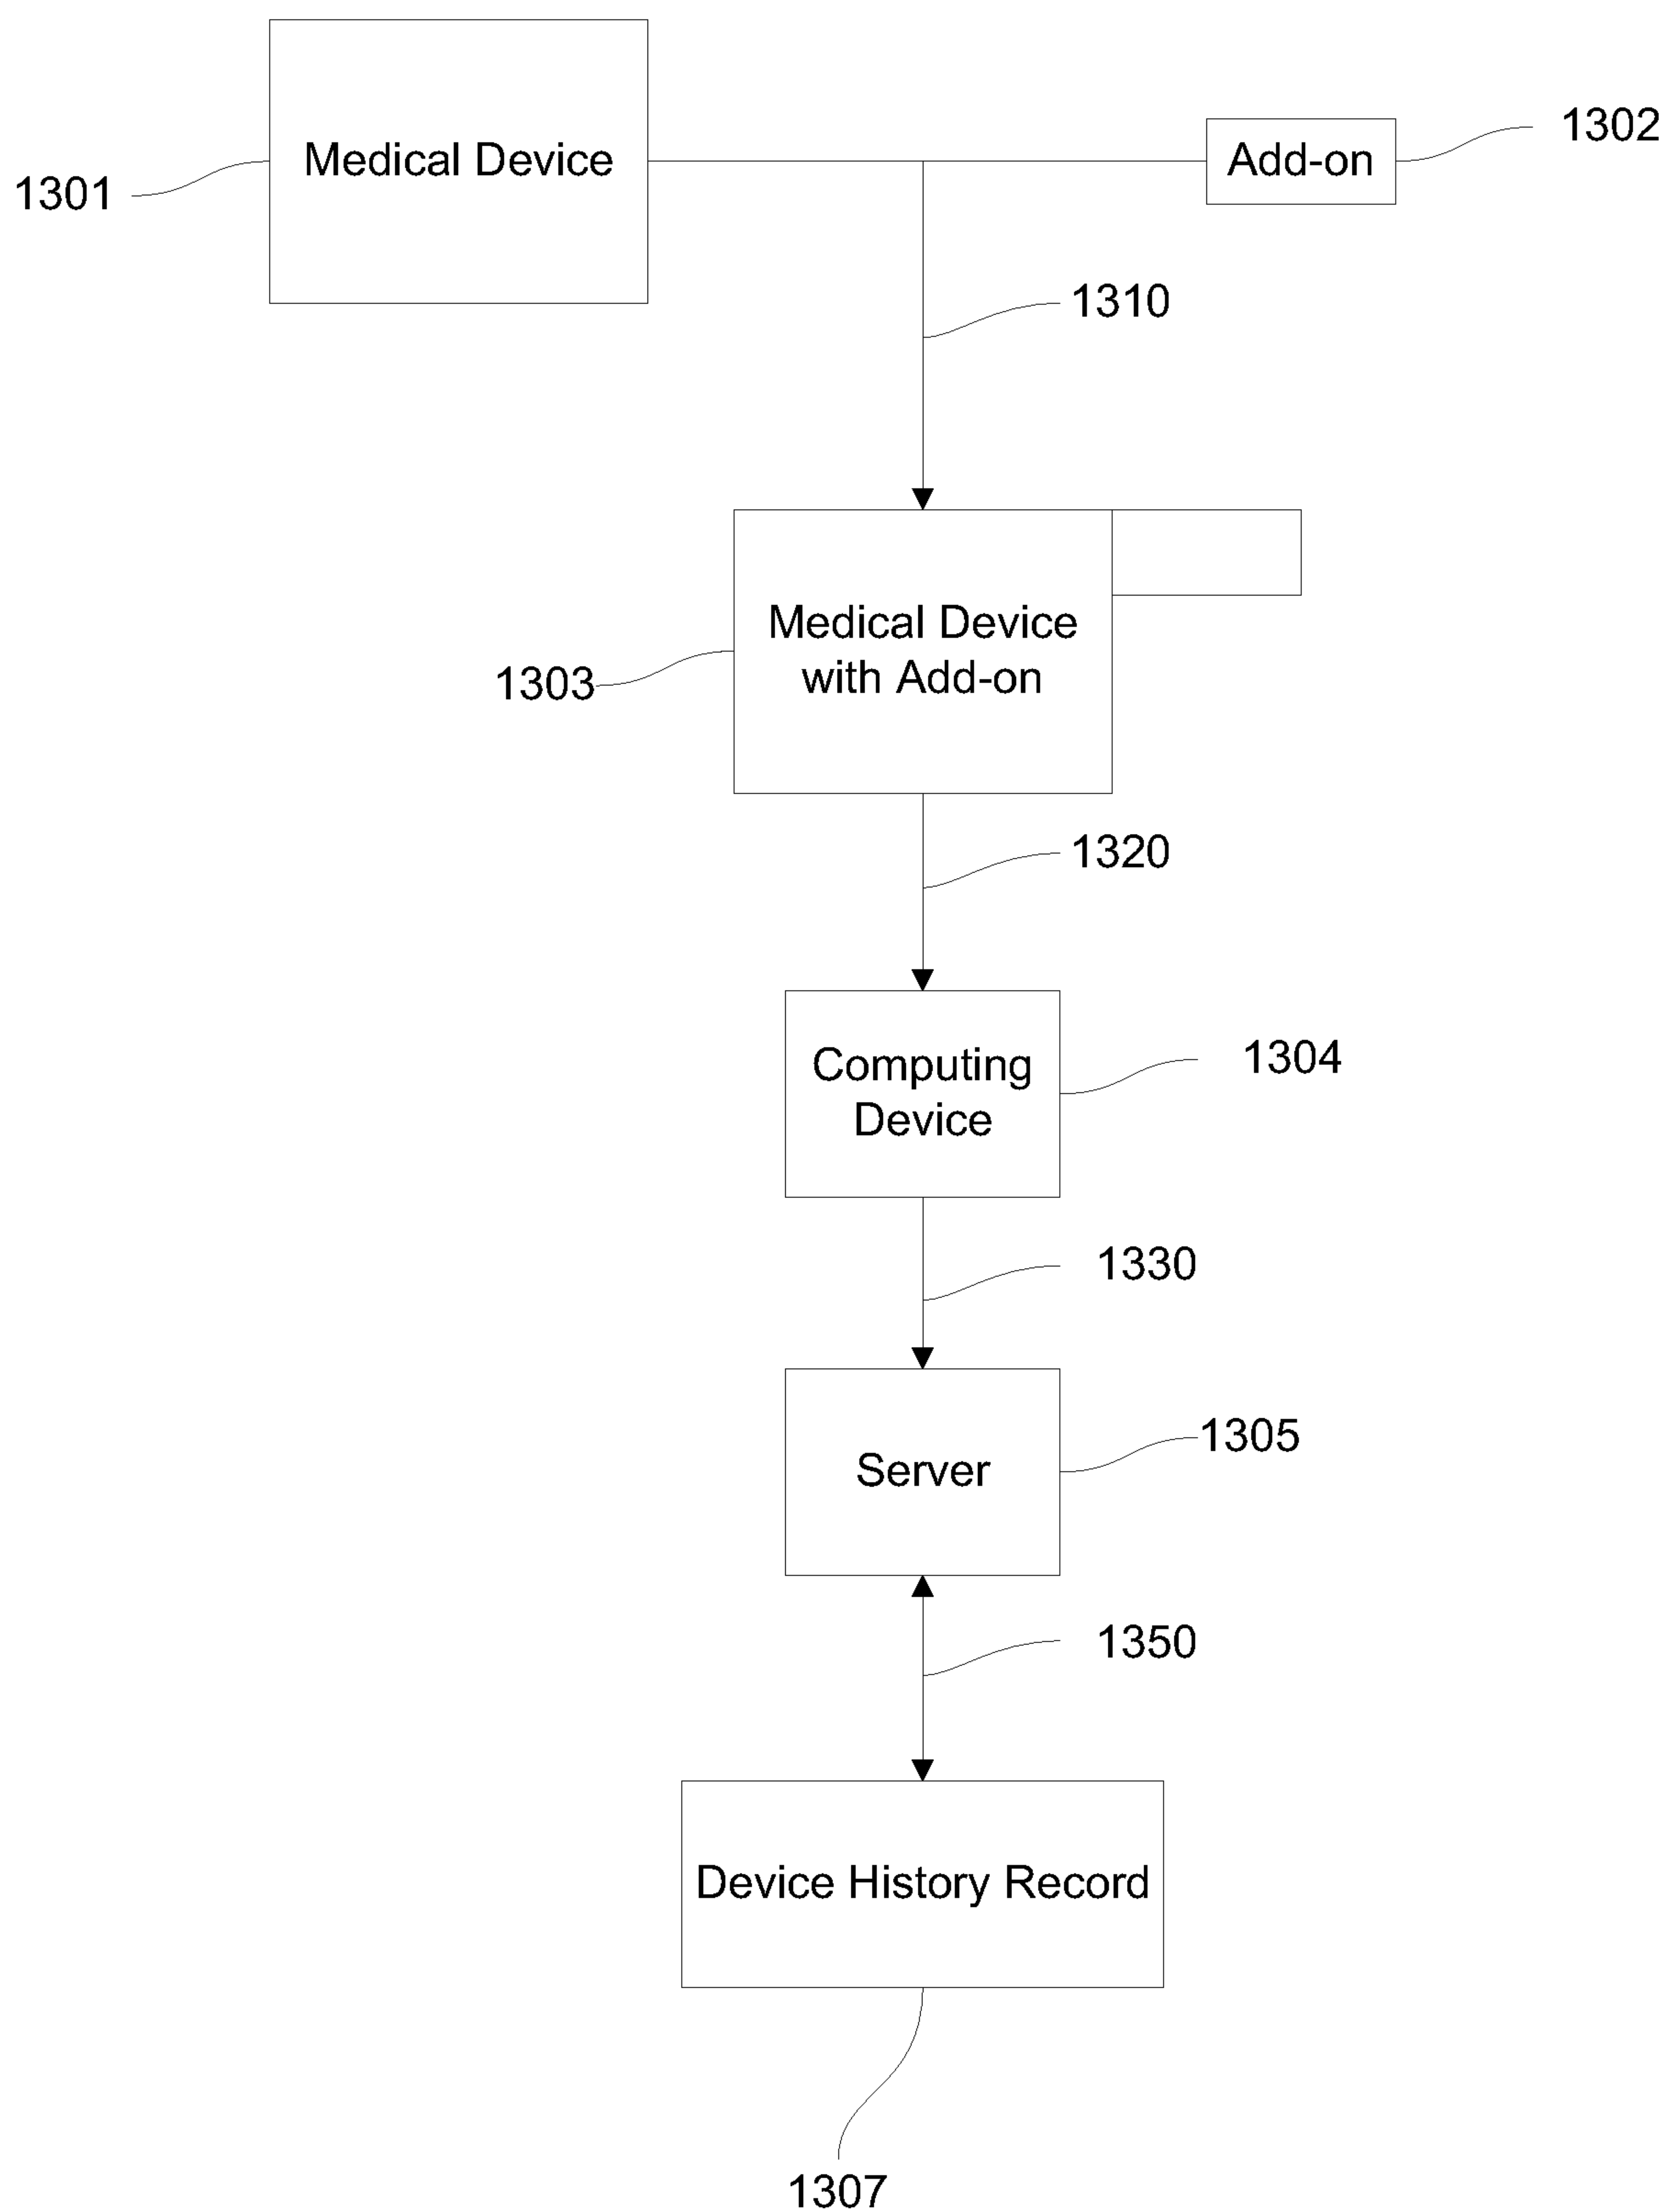 1302
Medical Device
Add-on
1301
1310
Medical Device
with Add-on
1303
1320
Computing
Device
1304
1330
1305
Server
1350
Device History Record
1307